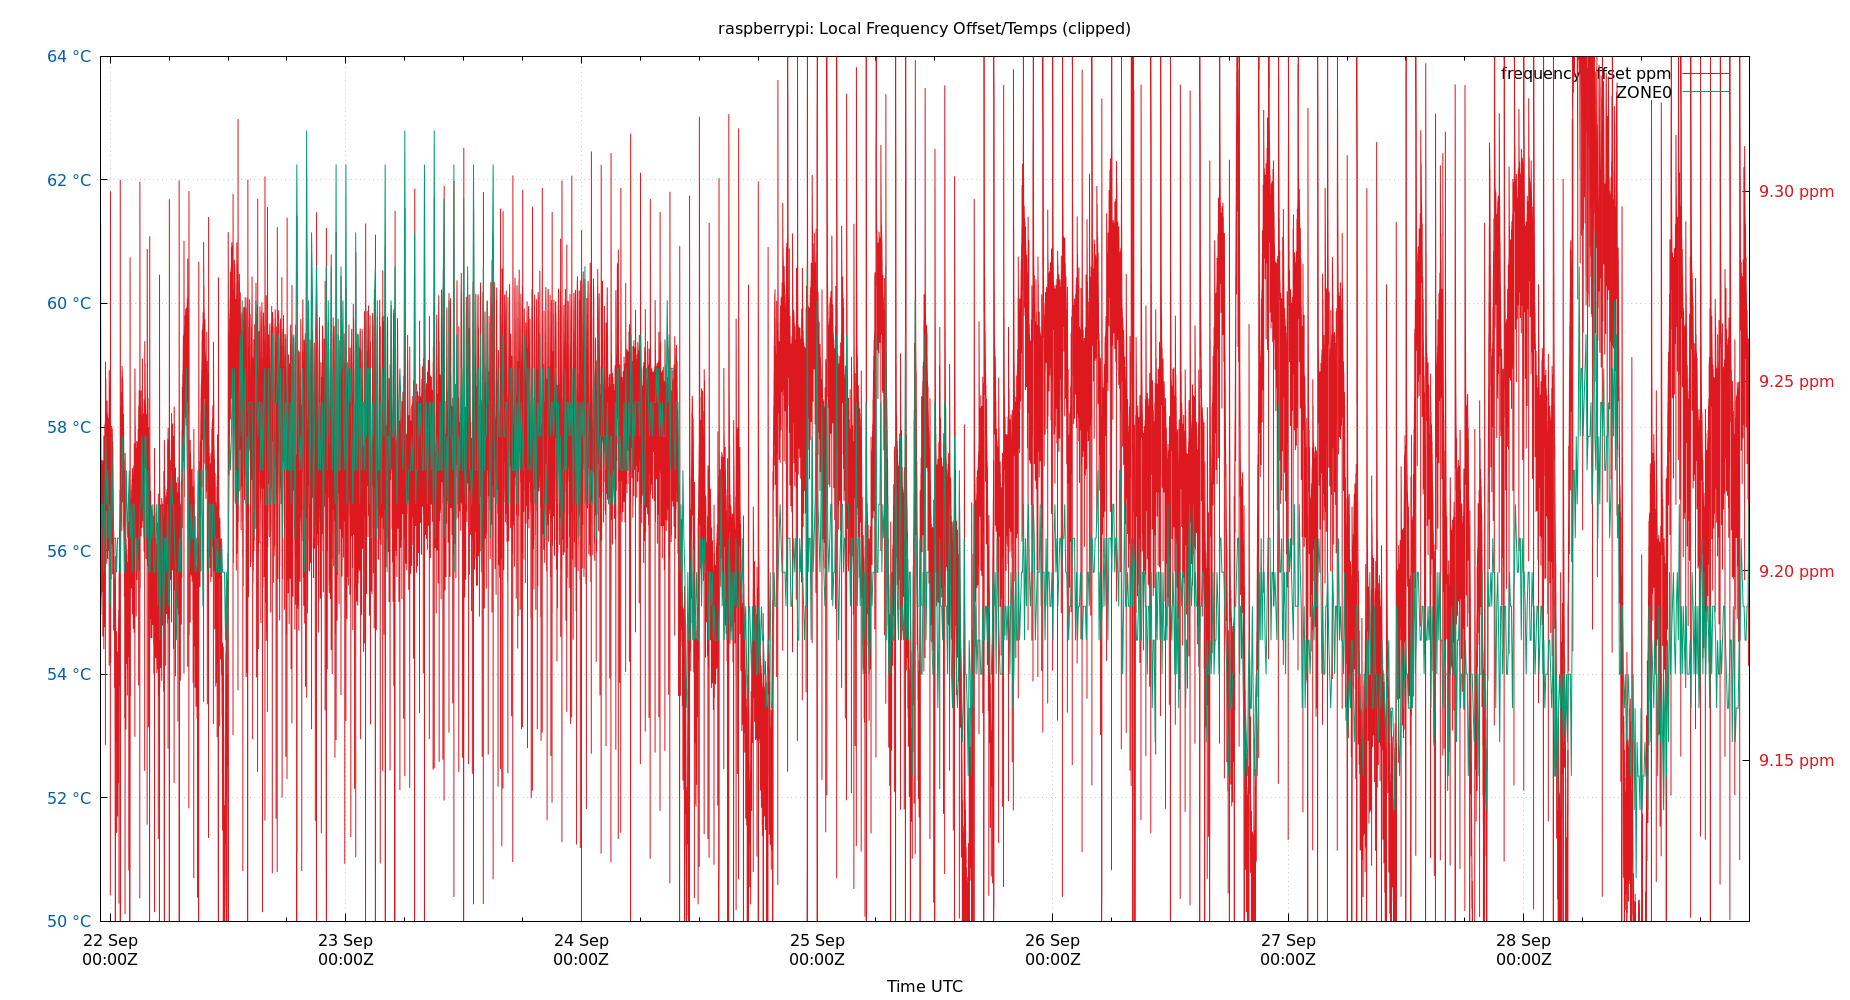 raspberrypi: Local Frequency Offset/Temps (clipped)
64 °C
62 °C
60 °C
58 °C
56 °C
54 °C
52 °C
50 °C
frequency offset ppm
ZONE0
9.30 ppm
9.25 ppm
9.20 ppm
9.15 ppm
22 Sep
00:00Z
23 Sep
00:00Z
24 Sep
00:00Z
25 Sep
00:00Z
26 Sep
00:00Z
27 Sep
00:00Z
28 Sep
00:00Z
Time UTC